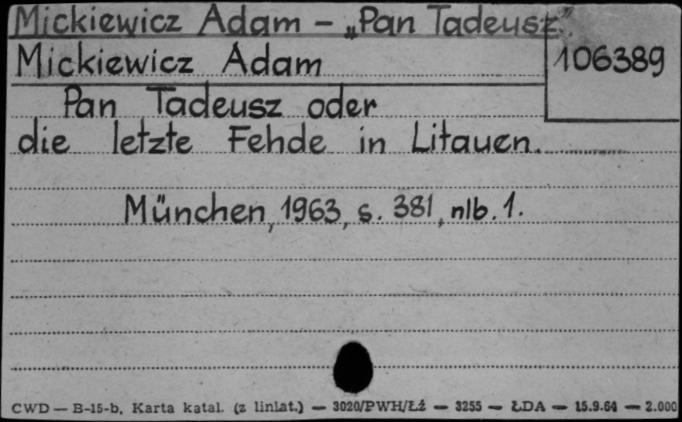 Mickiewicz Adam - „Pan Tadeusz”
Mickiewicz Adam
106389
Pan Tadeusz oder
die letzte Fehde in Litauen.
München, 1963, s. 381, nlb. 1.
CWD — B-15-b, Karta katal. (z liniat.) — 3020/PWH/Łż — 3255 — ŁDA — 15.9.64 — 2.000